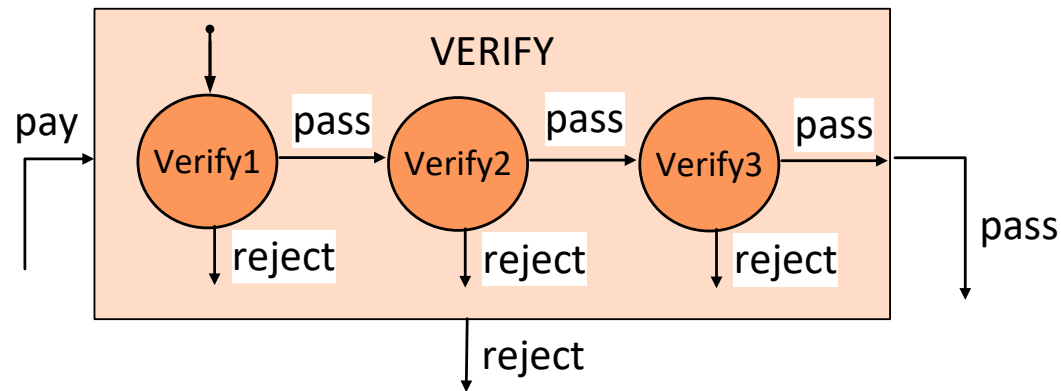 VERIFY
pay
pass
pass
pass
Verify1
Verify2
Verify3
pass
reject
reject
reject
reject